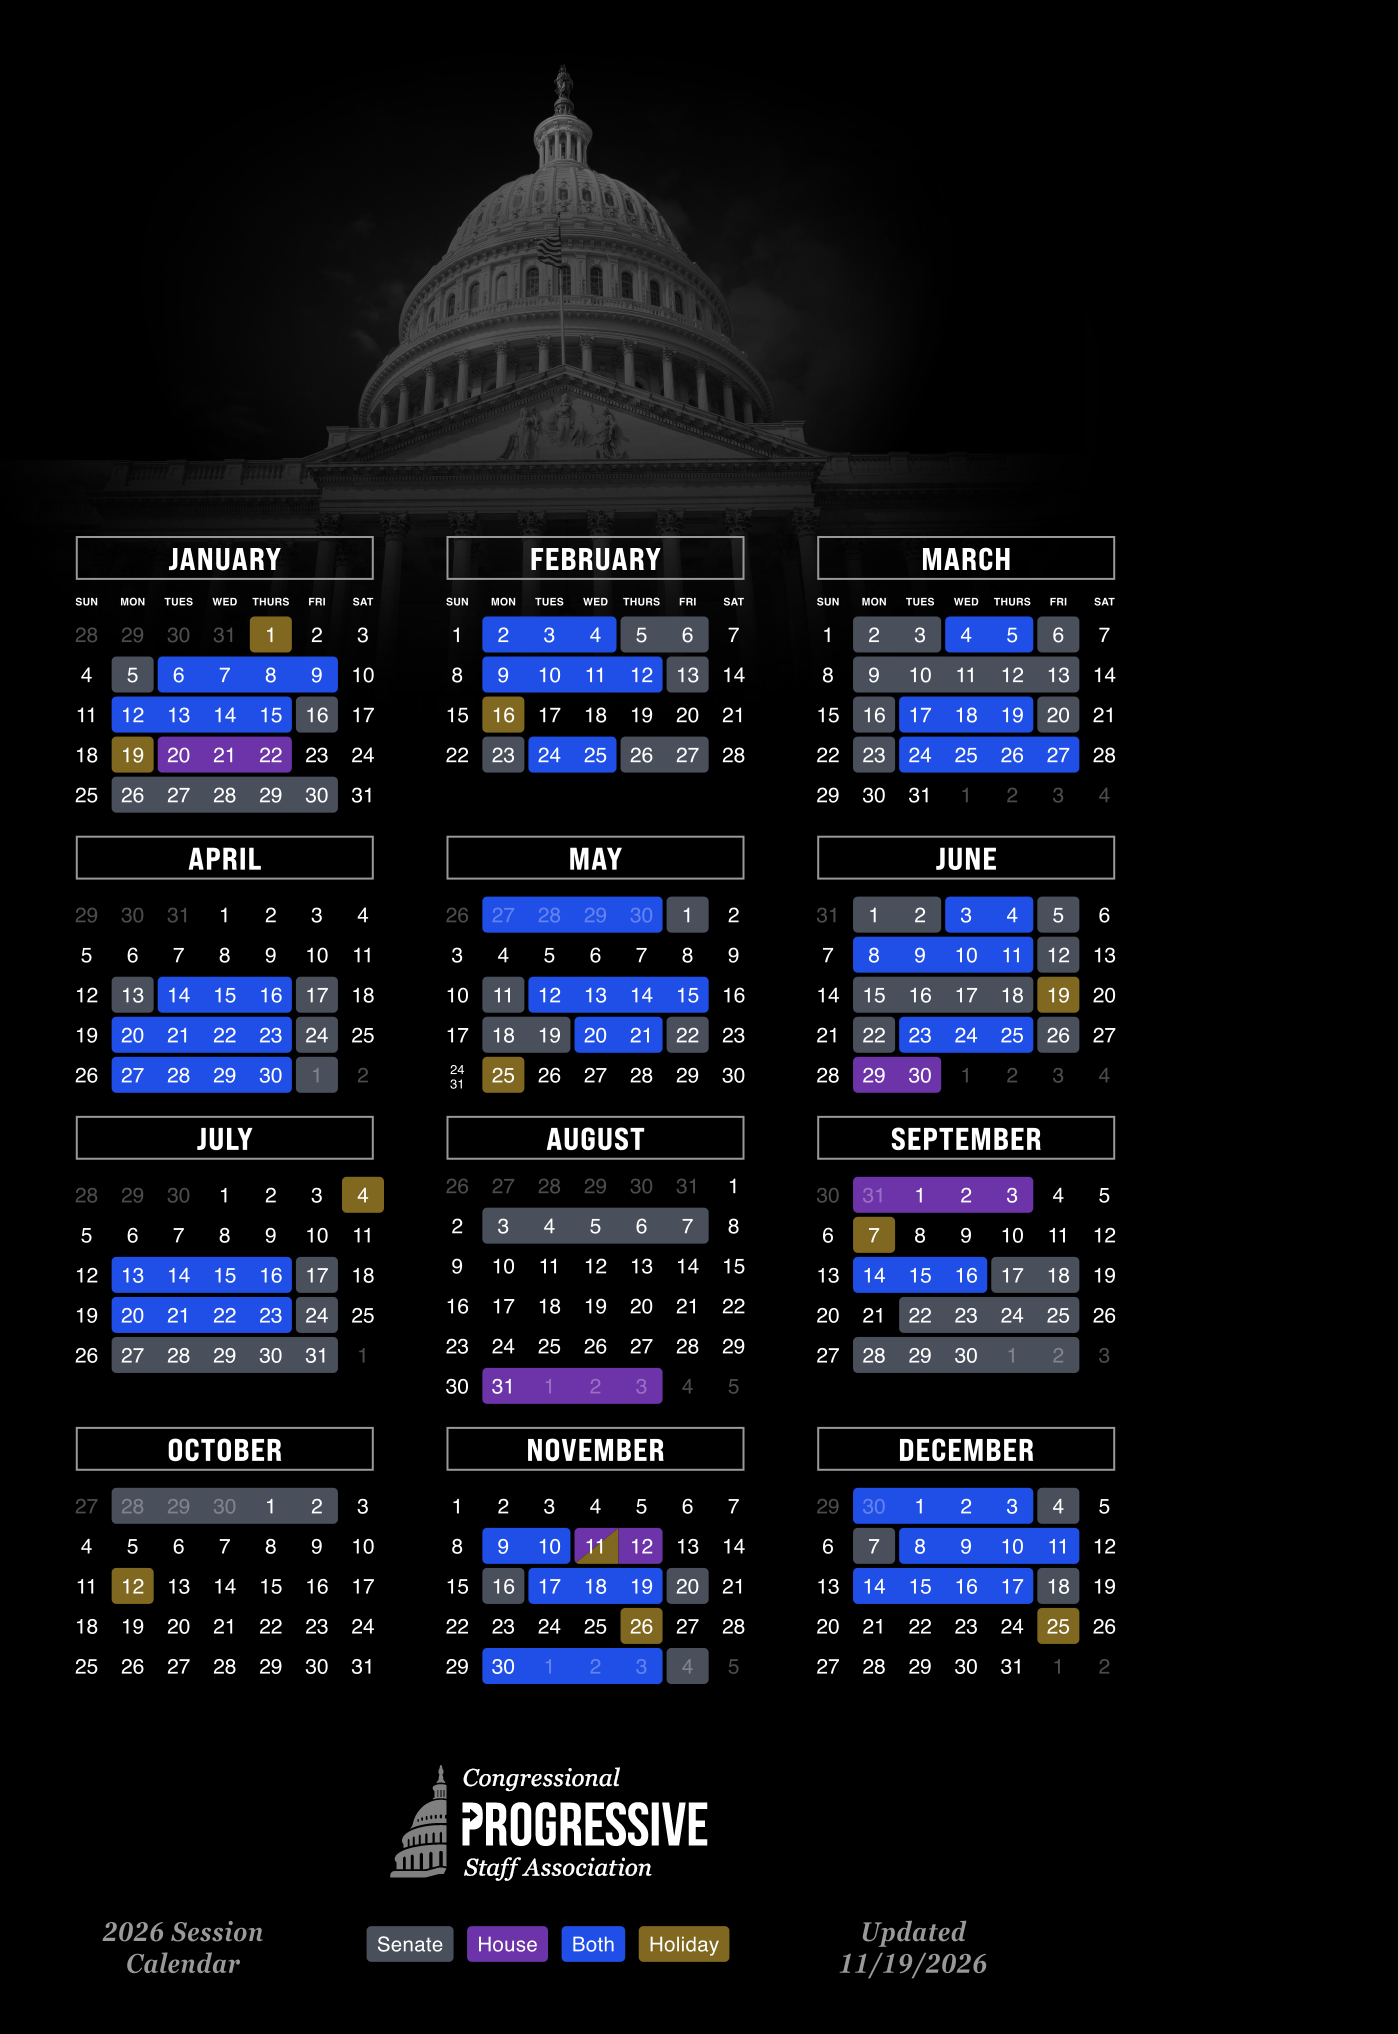 JANUARY FEBRUARY MARCH
SUN MON TUES WED THURS FRI SAT SUN MON TUES WED THURS FRI SAT SUN MON TUES WED THURS FRI SAT
28 29 30 31 1 2 3 1 2 3 4 5 6 7 1 2 3 4 5 6 7
4 5 6 7 8 9 10 8 9 10 11 12 13 14 8 9 10 11 12 13 14
11 12 13 14 15 16 17 15 16 17 18 19 20 21 15 16 17 18 19 20 21
18 19 20 21 22 23 24 22 23 24 25 26 27 28 22 23 24 25 26 27 28
25 26 27 28 29 30 31 29 30 31 1 2 3 4
APRIL MAY JUNE
29 30 31 1 2 3 4 26 27 28 29 30 1 2 31 1 2 3 4 5 6
5 6 7 8 9 10 11 3 4 5 6 7 8 9 7 8 9 10 11 12 13
12 13 14 15 16 17 18 10 11 12 13 14 15 16 14 15 16 17 18 19 20
19 20 21 22 23 24 25 17 18 19 20 21 22 23 21 22 23 24 25 26 27
26 27 28 29 30 1 2 24 31 25 26 27 28 29 30 28 29 30 1 2 3 4
JULY AUGUST SEPTEMBER
28 29 30 1 2 3 4 26 27 28 29 30 31 1 30 31 1 2 3 4 5
5 6 7 8 9 10 11 2 3 4 5 6 7 8 6 7 8 9 10 11 12
12 13 14 15 16 17 18 9 10 11 12 13 14 15 13 14 15 16 17 18 19
19 20 21 22 23 24 25 16 17 18 19 20 21 22 20 21 22 23 24 25 26
26 27 28 29 30 31 1 23 24 25 26 27 28 29 27 28 29 30 1 2 3
30 31 1 2 3 4 5
OCTOBER NOVEMBER DECEMBER
27 28 29 30 1 2 3 1 2 3 4 5 6 7 29 30 1 2 3 4 5
4 5 6 7 8 9 10 8 9 10 11 12 13 14 6 7 8 9 10 11 12
11 12 13 14 15 16 17 15 16 17 18 19 20 21 13 14 15 16 17 18 19
18 19 20 21 22 23 24 22 23 24 25 26 27 28 20 21 22 23 24 25 26
25 26 27 28 29 30 31 29 30 1 2 3 4 5 27 28 29 30 31 1 2
Congressional
PROGRESSIVE
Staff Association
2026 Session
Calendar
Senate House Both Holiday
Updated
11/19/2026